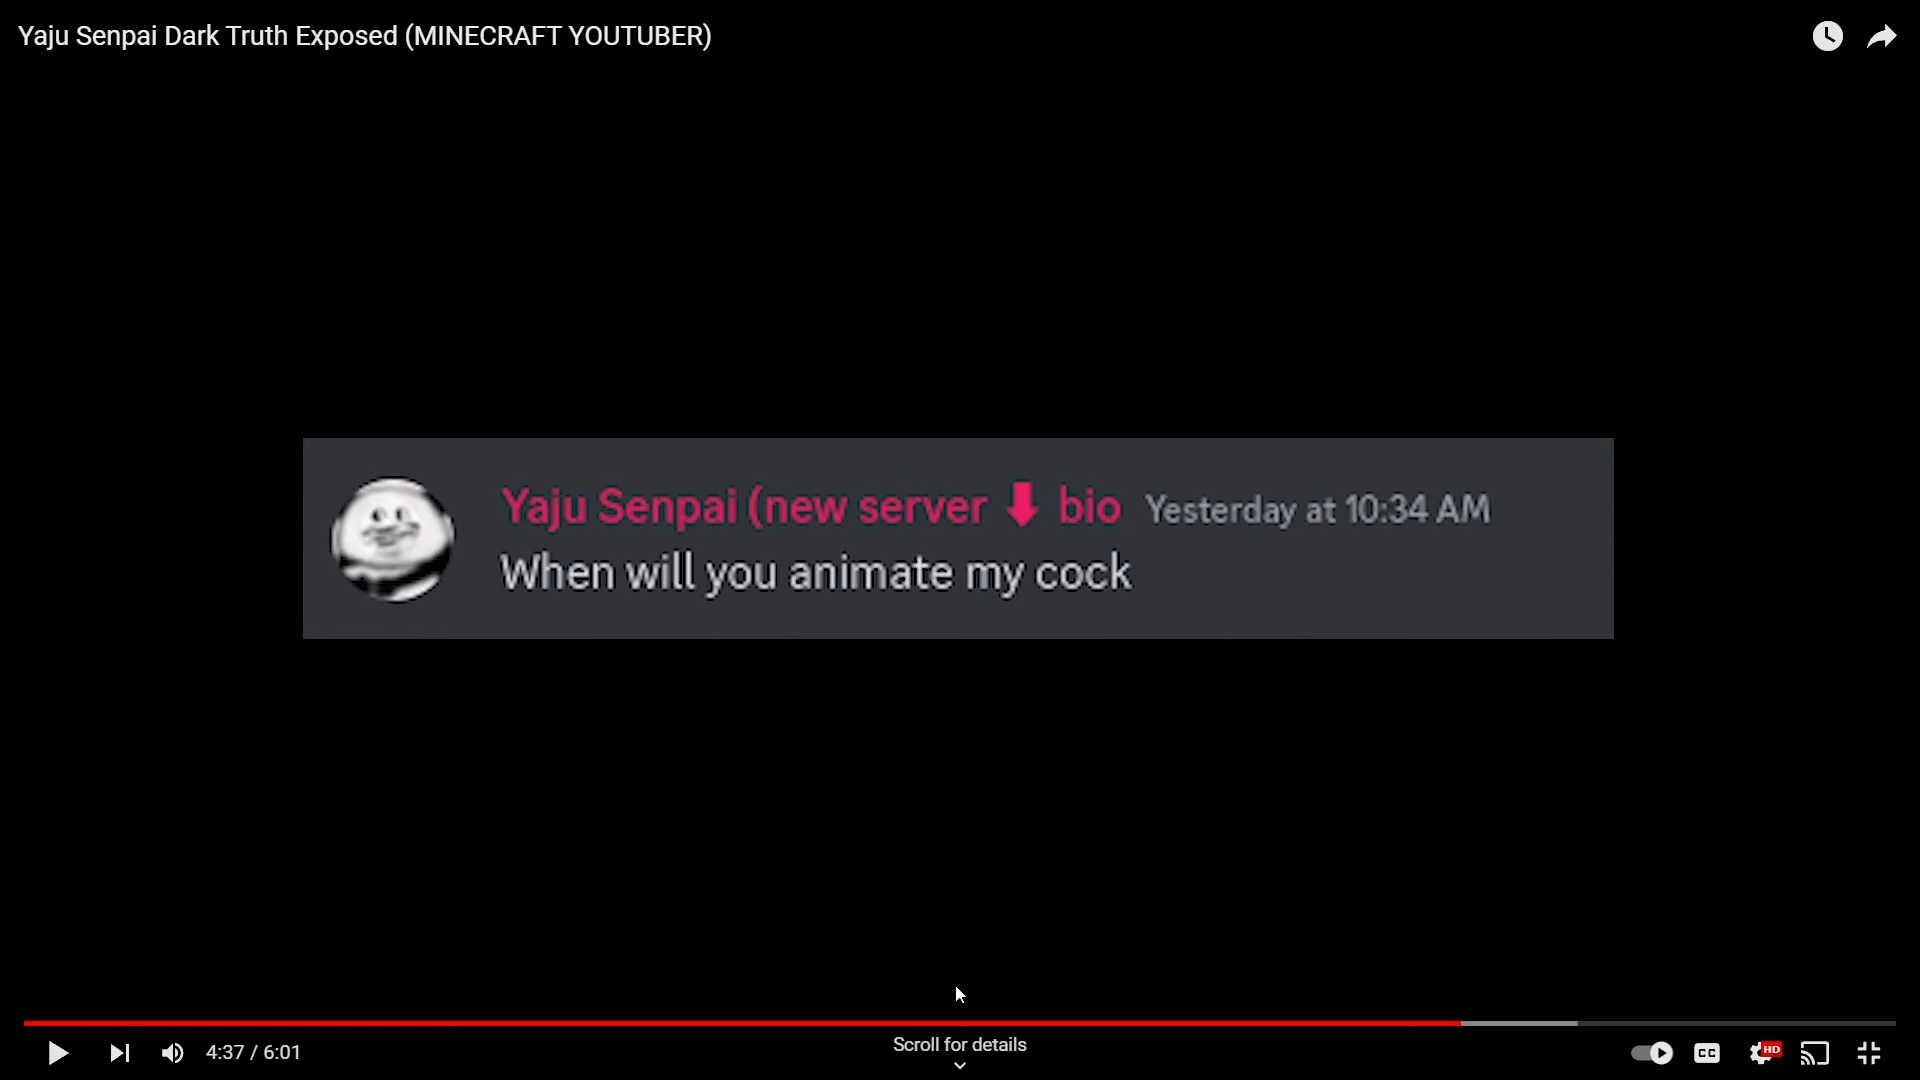 Yaju Senpai Dark Truth Exposed (MINECRAFT YOUTUBER)
Yaju Senpai (new server ⬇ bio Yesterday at 10:34 AM
When will you animate my cock
Scroll for details
4:37 / 6:01
CC
HD